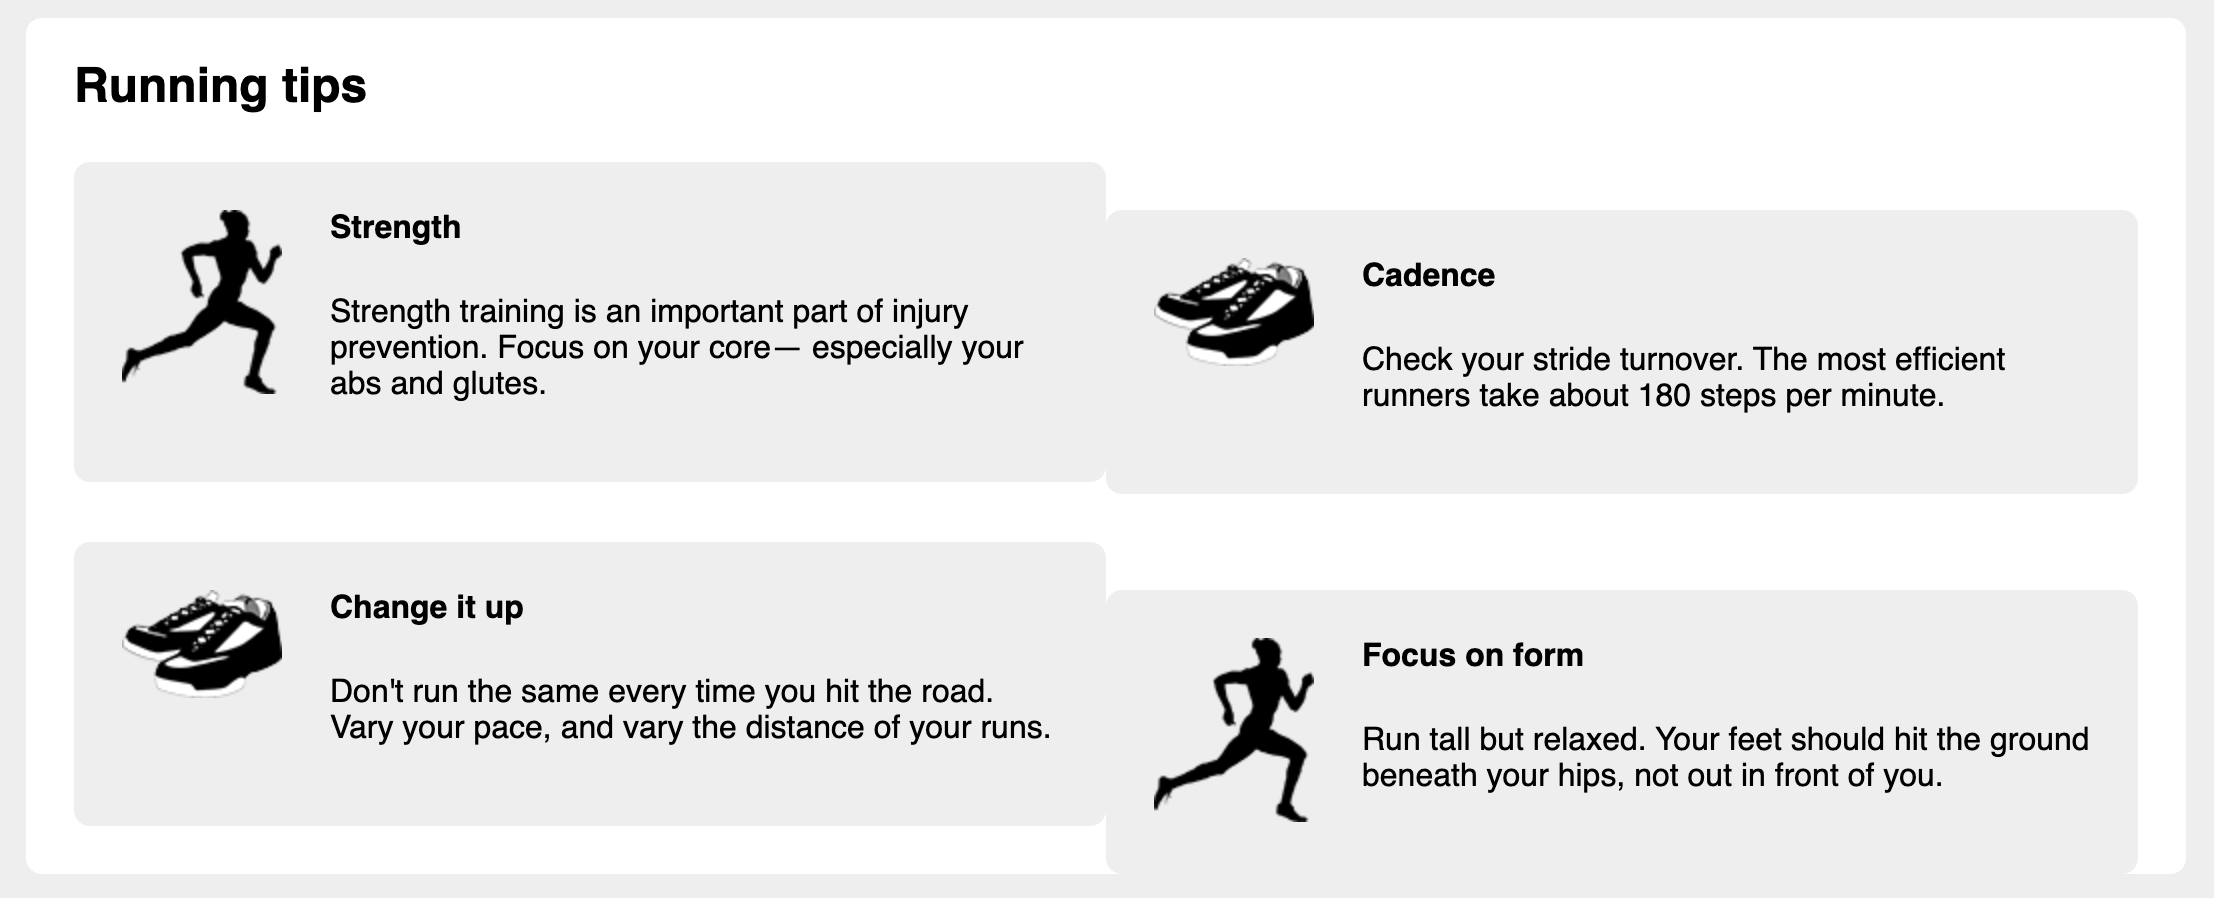 Running tips
Strength
Strength training is an important part of injury
prevention. Focus on your core— especially your
abs and glutes.
Cadence
Check your stride turnover. The most efficient
runners take about 180 steps per minute.
Change it up
Don't run the same every time you hit the road.
Vary your pace, and vary the distance of your runs.
Focus on form
Run tall but relaxed. Your feet should hit the ground
beneath your hips, not out in front of you.